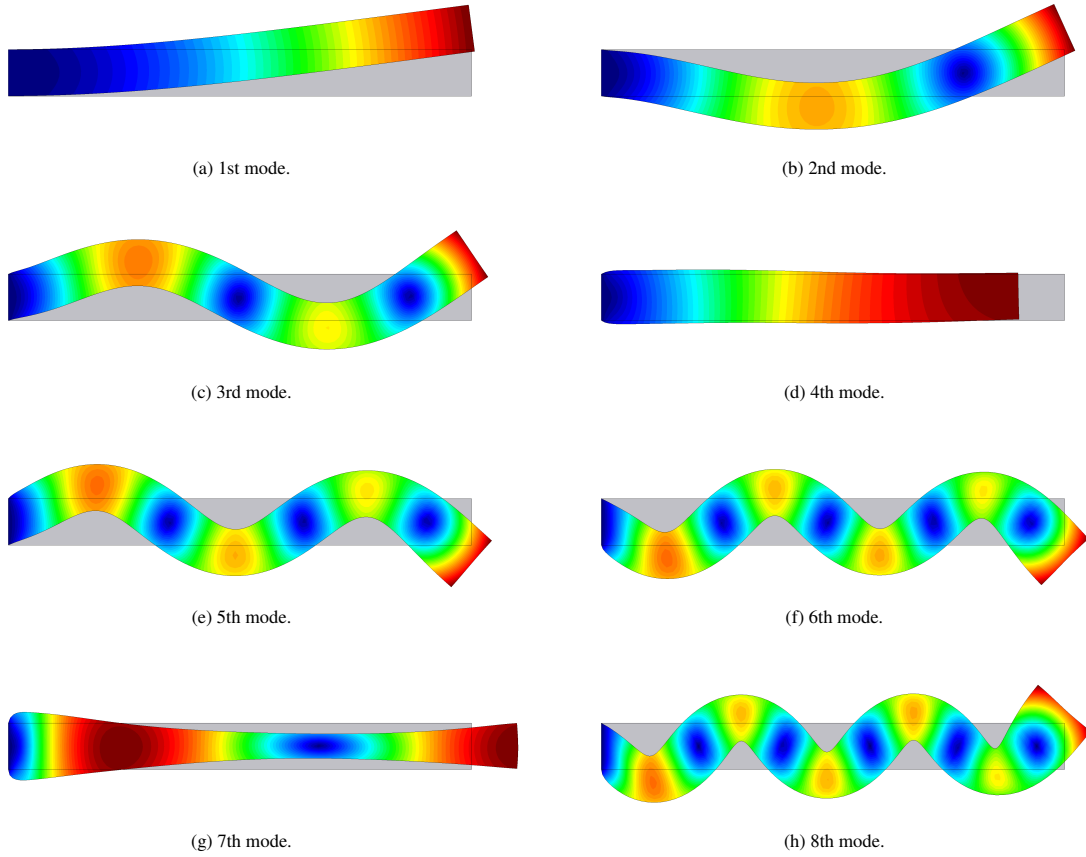 (a) 1st mode.
(b) 2nd mode.
(c) 3rd mode.
(d) 4th mode.
(e) 5th mode.
(f) 6th mode.
(g) 7th mode.
(h) 8th mode.